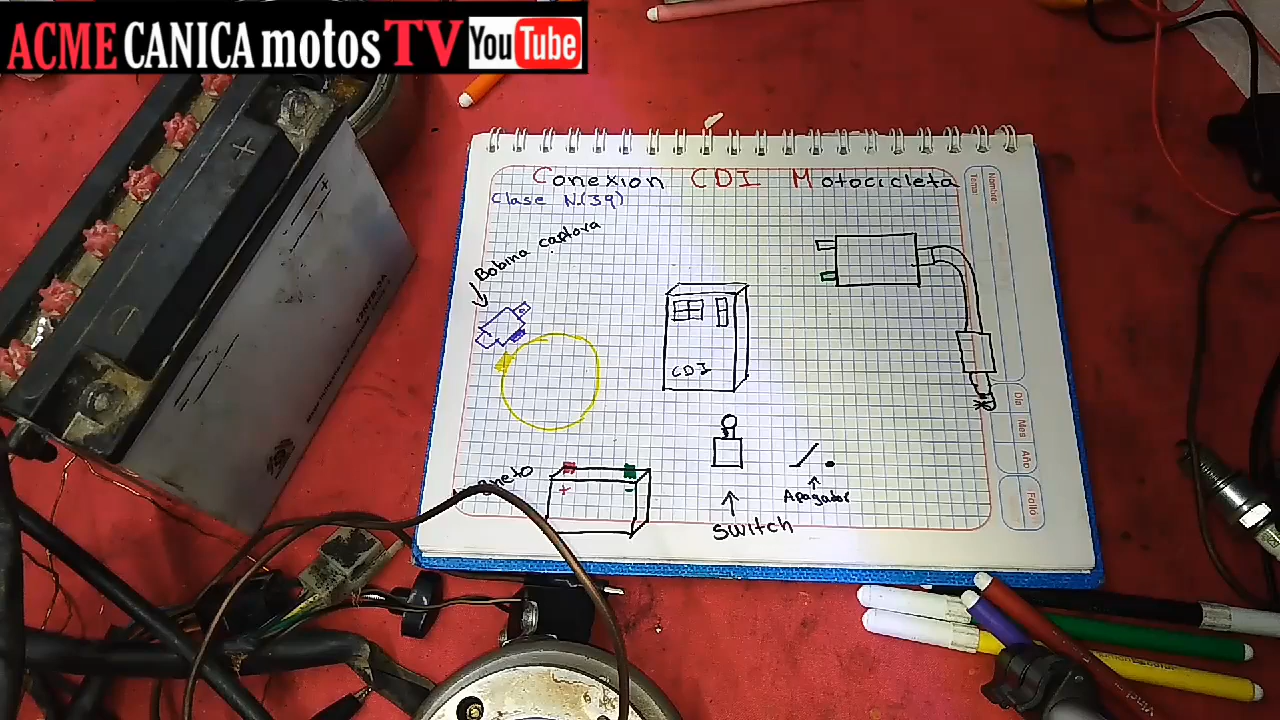 ACME CANICA motos TV YouTube
Conexion CDI Motocicleta
Clase N.(39)
Nombre
Tema
Bobina captora
CDI
Dia Mes Año
Folio
+ -
Switch
Apagador